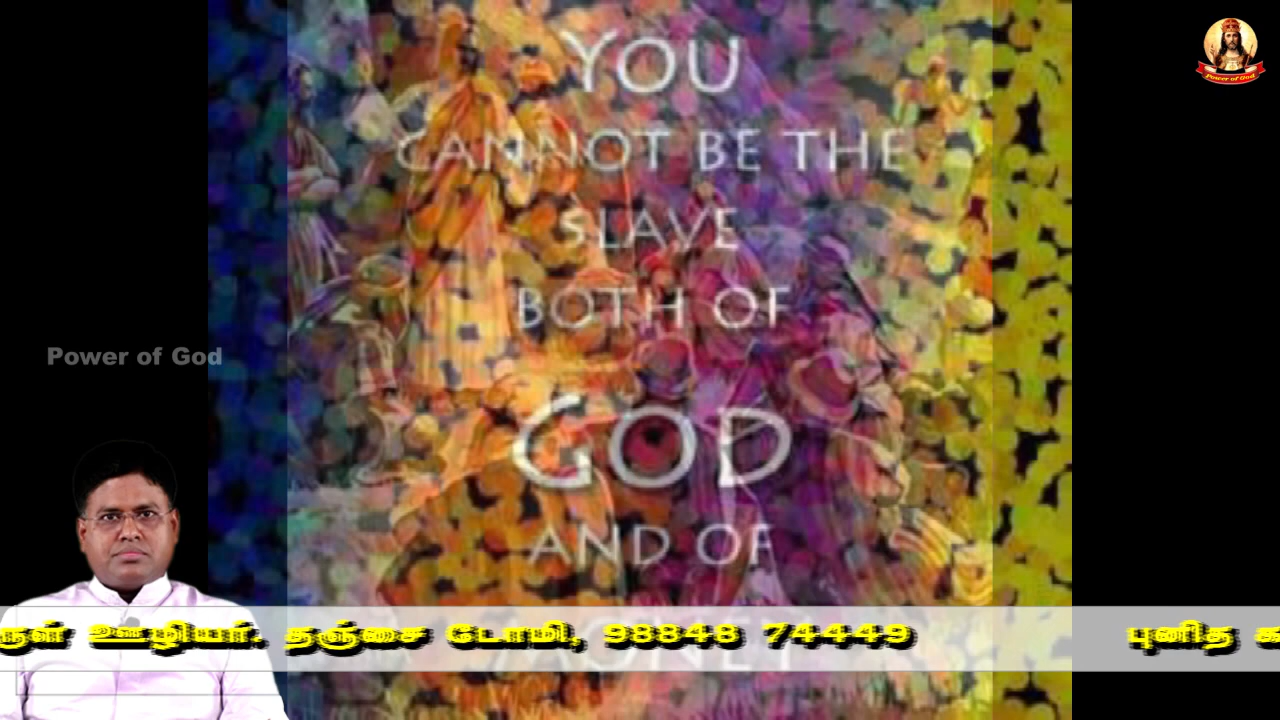 YOU
CANNOT BE THE
SLAVE
BOTH OF
GOD
AND OF
MONEY
Power of God
Power of God
ஊழியர். தஞ்சை டோமி, 98848 74449
புனித